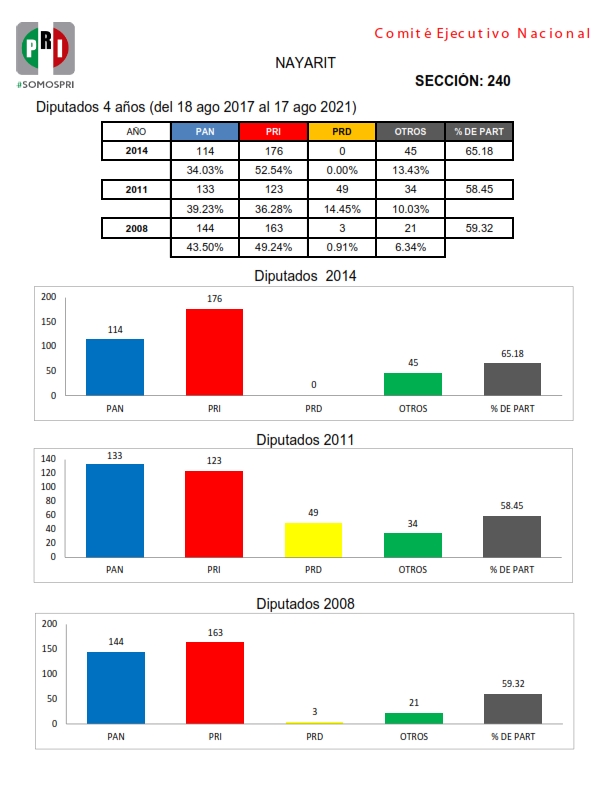 Comité Ejecutivo Nacional
PRI
#SOMOSPRI
NAYARIT
SECCIÓN: 240
Diputados 4 años (del 18 ago 2017 al 17 ago 2021)
AÑO PAN PRI PRD OTROS % DE PART
2014 114 176 0 45 65.18
34.03% 52.54% 0.00% 13.43%
2011 133 123 49 34 58.45
39.23% 36.28% 14.45% 10.03%
2008 144 163 3 21 59.32
43.50% 49.24% 0.91% 6.34%
Diputados 2014
200
150
100
50
0
114 176 0 45 65.18
PAN PRI PRD OTROS % DE PART
Diputados 2011
140
120
100
80
60
40
20
0
133 123 49 34 58.45
PAN PRI PRD OTROS % DE PART
Diputados 2008
200
150
100
50
0
144 163 3 21 59.32
PAN PRI PRD OTROS % DE PART